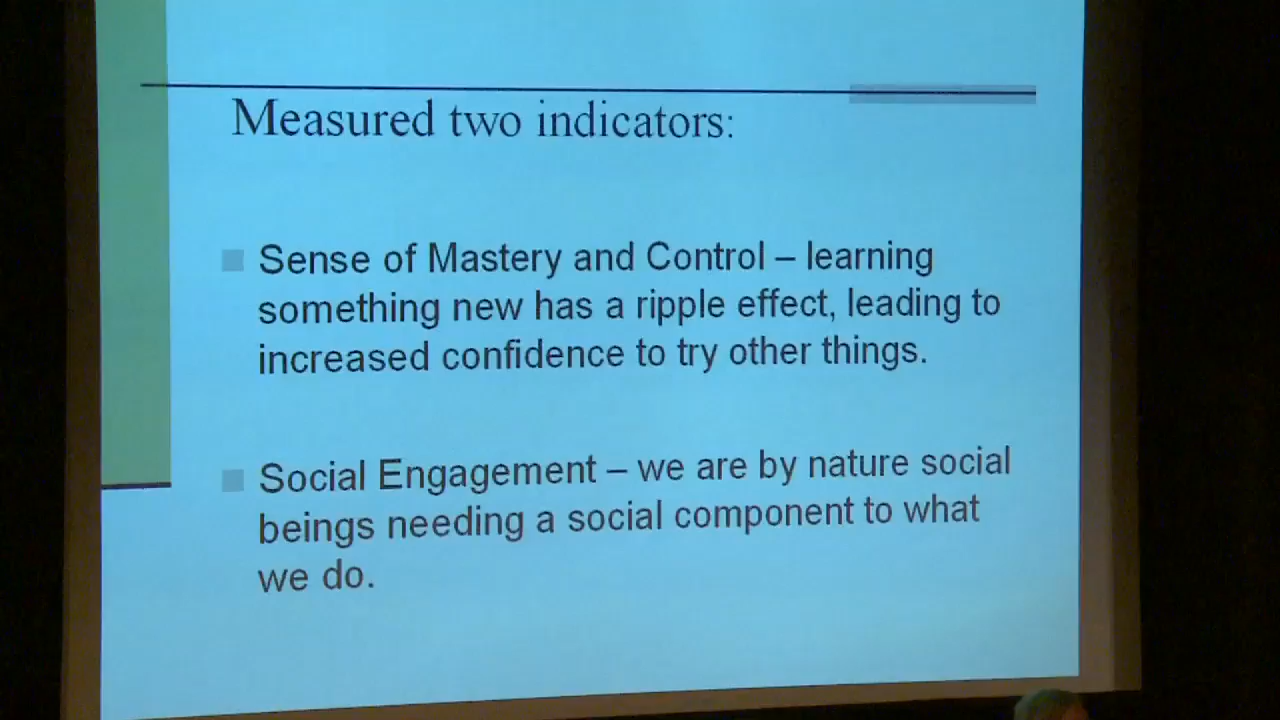 Measured two indicators:
Sense of Mastery and Control – learning
something new has a ripple effect, leading to
increased confidence to try other things.
Social Engagement – we are by nature social
beings needing a social component to what
we do.